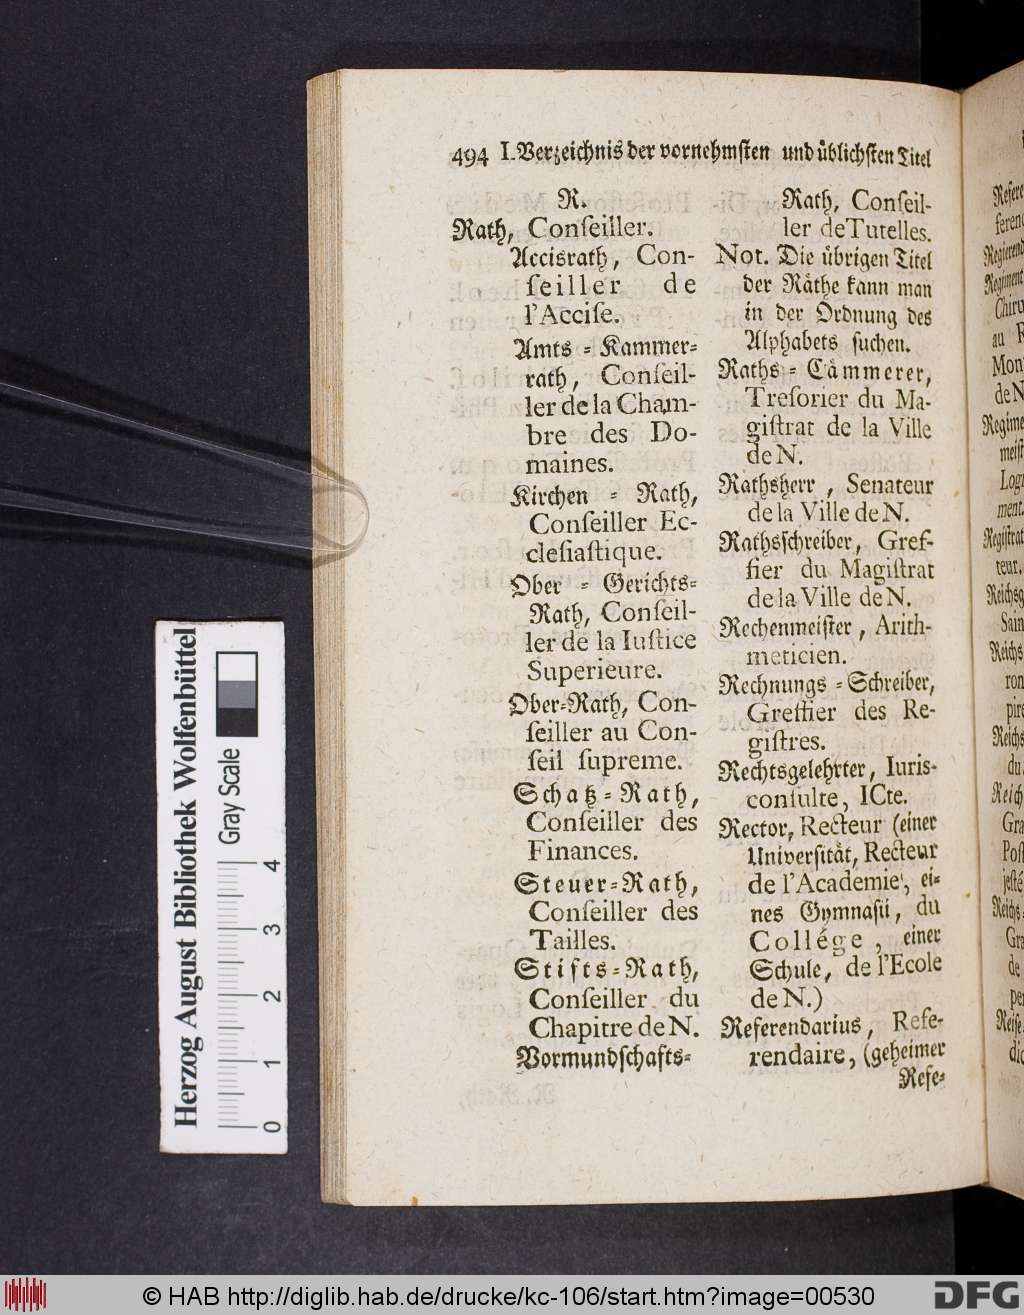 494 I. Verzeichnis der vornehmsten und üblichsten Titel
R.
Rath, Conſeiller.
Accisrath, Con-
ſeiller de
l'Acciſe.
Amts = Kammer=
rath, Conſeil-
ler de la Cham-
bre des Do-
maines.
Kirchen = Rath,
Conſeiller Ec-
cleſiaſtique.
Ober = Gerichts=
Rath, Conſeil-
ler de la Iuſtice
Superieure.
Ober=Rath, Con-
ſeiller au Con-
ſeil ſupreme.
Schatz=Rath,
Conſeiller des
Finances.
Steuer=Rath,
Conſeiller des
Tailles.
Stifts=Rath,
Conſeiller du
Chapitre de N.
Vormundſchafts=
Rath, Conſeil-
ler de Tutelles.
Not. Die übrigen Titel
der Räthe kann man
in der Ordnung des
Alphabets ſuchen.
Raths = Cämmerer,
Treſorier du Ma-
giſtrat de la Ville
de N.
Rathsherr, Senateur
de la Ville de N.
Rathsſchreiber, Gref-
fier du Magiſtrat
de la Ville de N.
Rechenmeiſter, Arith-
meticien.
Rechnungs = Schreiber,
Greffier des Re-
giſtres.
Rechtsgelehrter, Iuris-
conſulte, ICte.
Rector, Recteur (einer
Univerſität, Recteur
de l'Academie, ei=
nes Gymnaſii, du
Collége, einer
Schule, de l'Ecole
de N.)
Referendarius, Refe-
rendaire, (geheimer
Refe=
Herzog August Bibliothek Wolfenbüttel
Gray Scale
0 1 2 3 4
© HAB http://diglib.hab.de/drucke/kc-106/start.htm?image=00530
DFG